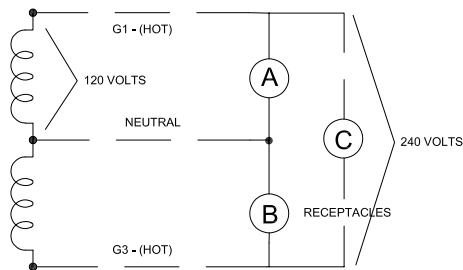 G1 - (HOT)
A
120 VOLTS
NEUTRAL
C
240 VOLTS
B
RECEPTACLES
G3 - (HOT)